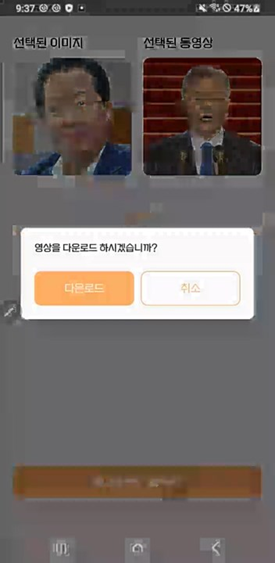 9:37
47%
선택된 이미지
선택된 동영상
영상을 다운로드 하시겠습니까?
다운로드
취소